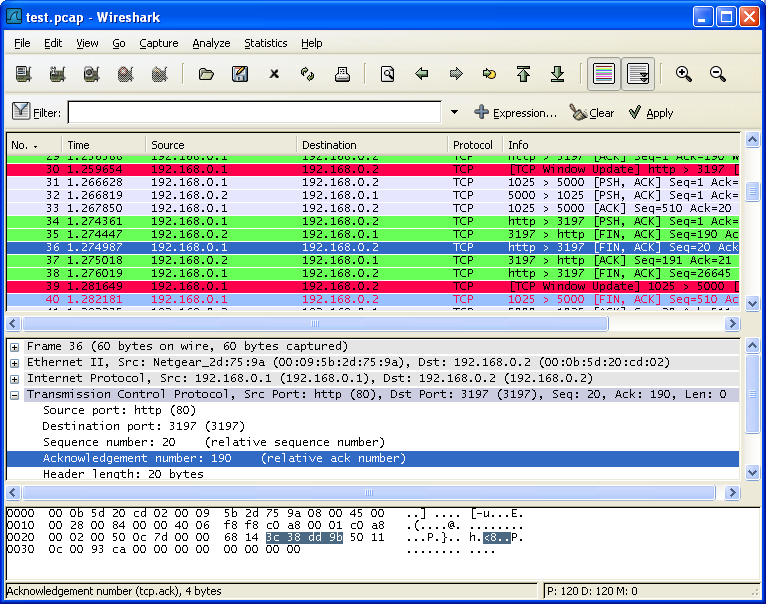 test.pcap - Wireshark
File Edit View Go Capture Analyze Statistics Help
Filter: Expression... Clear Apply
No. . Time Source Destination Protocol Info
29 1.256588 192.168.0.1 192.168.0.2 TCP http > 3197 [ACK] Seq=1 Ack=190 W
30 1.259654 192.168.0.1 192.168.0.2 TCP [TCP Window Update] http > 3197 [
31 1.266628 192.168.0.1 192.168.0.2 TCP 1025 > 5000 [PSH, ACK] Seq=1 Ack=
32 1.266819 192.168.0.2 192.168.0.1 TCP 5000 > 1025 [PSH, ACK] Seq=1 Ack=
33 1.267850 192.168.0.1 192.168.0.2 TCP 1025 > 5000 [ACK] Seq=510 Ack=20
34 1.274361 192.168.0.1 192.168.0.2 TCP http > 3197 [PSH, ACK] Seq=1 Ack=
35 1.274447 192.168.0.2 192.168.0.1 TCP 3197 > http [FIN, ACK] Seq=190 Ac
36 1.274987 192.168.0.1 192.168.0.2 TCP http > 3197 [FIN, ACK] Seq=20 Ack
37 1.275018 192.168.0.2 192.168.0.1 TCP 3197 > http [ACK] Seq=191 Ack=21
38 1.276019 192.168.0.1 192.168.0.2 TCP http > 3197 [FIN, ACK] Seq=26645
39 1.281649 192.168.0.1 192.168.0.2 TCP [TCP Window Update] 1025 > 5000 [
40 1.282181 192.168.0.1 192.168.0.2 TCP 1025 > 5000 [FIN, ACK] Seq=510 Ac
Frame 36 (60 bytes on wire, 60 bytes captured)
Ethernet II, Src: Netgear_2d:75:9a (00:09:5b:2d:75:9a), Dst: 192.168.0.2 (00:0b:5d:20:cd:02)
Internet Protocol, Src: 192.168.0.1 (192.168.0.1), Dst: 192.168.0.2 (192.168.0.2)
Transmission Control Protocol, Src Port: http (80), Dst Port: 3197 (3197), Seq: 20, Ack: 190, Len: 0
Source port: http (80)
Destination port: 3197 (3197)
Sequence number: 20 (relative sequence number)
Acknowledgement number: 190 (relative ack number)
Header length: 20 bytes
0000 00 0b 5d 20 cd 02 00 09 5b 2d 75 9a 08 00 45 00 ..] .... [-u...E.
0010 00 28 00 84 00 00 40 06 f8 f8 c0 a8 00 01 c0 a8 .(....@. ........
0020 00 02 00 50 0c 7d 00 00 68 14 3c 38 dd 9b 50 11 ...P.}.. h.<8..P.
0030 0c 00 93 ca 00 00 00 00 00 00 00 00 ........ ....
Acknowledgement number (tcp.ack), 4 bytes P: 120 D: 120 M: 0